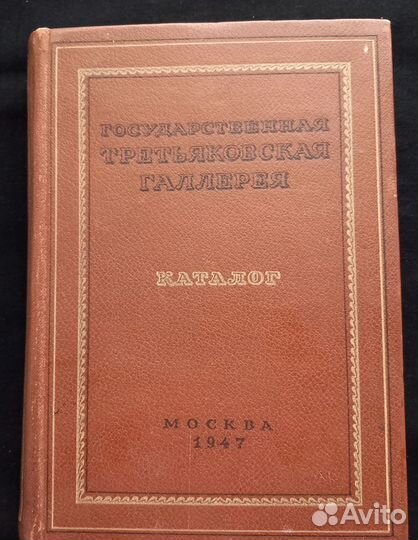 ГОСУДАРСТВЕННАЯ
ТРЕТЬЯКОВСКАЯ
ГАЛЛЕРЕЯ
КАТАЛОГ
МОСКВА
1947
Avito